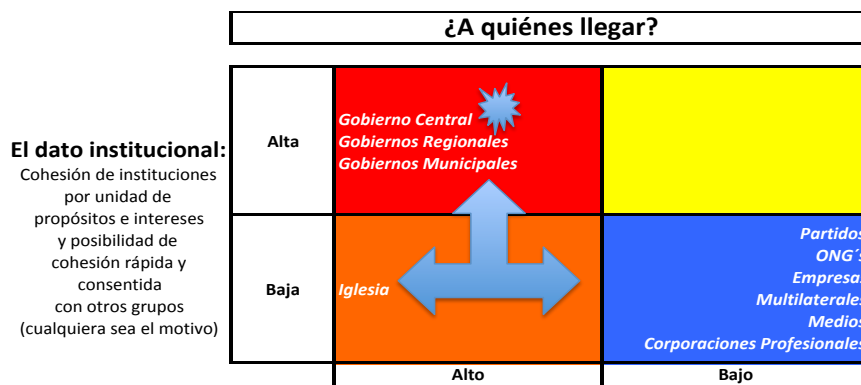 ¿A quiénes llegar?
El dato institucional:
Cohesión de instituciones
por unidad de
propósitos e intereses
y posibilidad de
cohesión rápida y
consentida
con otros grupos
(cualquiera sea el motivo)
Alta
Gobierno Central
Gobiernos Regionales
Gobiernos Municipales
Baja
Iglesia
Partidos
ONG´s
Empresas
Multilaterales
Medios
Corporaciones Profesionales
Alto
Bajo